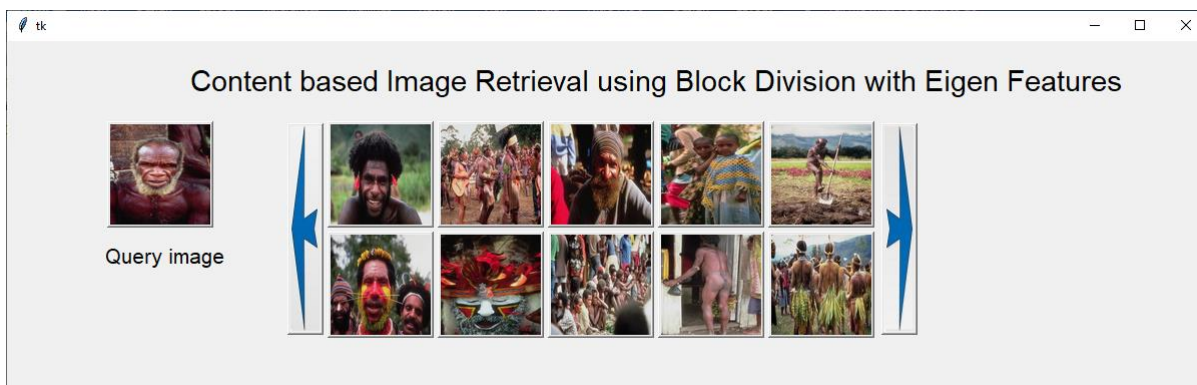 tk
Content based Image Retrieval using Block Division with Eigen Features
Query image